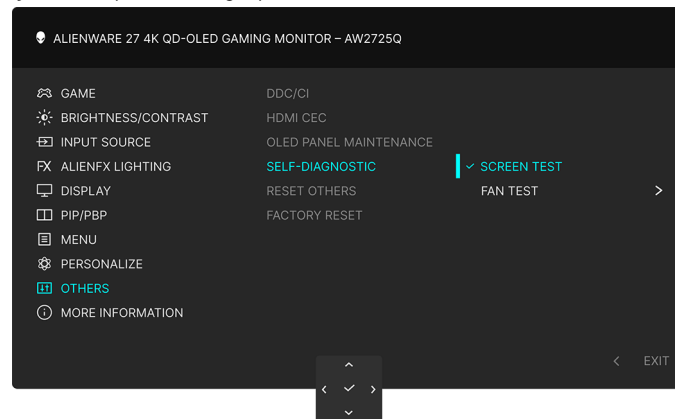 ALIENWARE 27 4K QD-OLED GAMING MONITOR – AW2725Q
GAME
BRIGHTNESS/CONTRAST
INPUT SOURCE
FX ALIENFX LIGHTING
DISPLAY
PIP/PBP
MENU
PERSONALIZE
OTHERS
MORE INFORMATION
DDC/CI
HDMI CEC
OLED PANEL MAINTENANCE
SELF-DIAGNOSTIC
RESET OTHERS
FACTORY RESET
SCREEN TEST
FAN TEST
EXIT